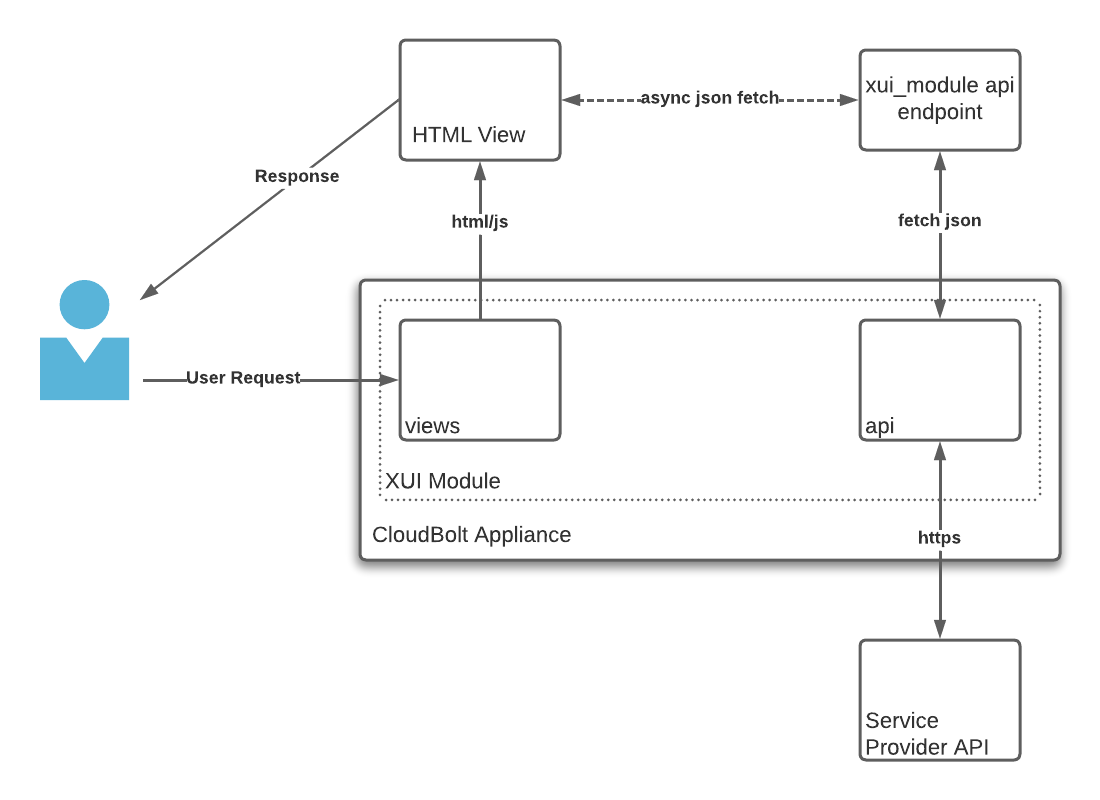 xui_module api
endpoint
async json fetch
HTML View
Response
html/js
fetch json
User Request
views
api
XUI Module
CloudBolt Appliance
https
Service
Provider API